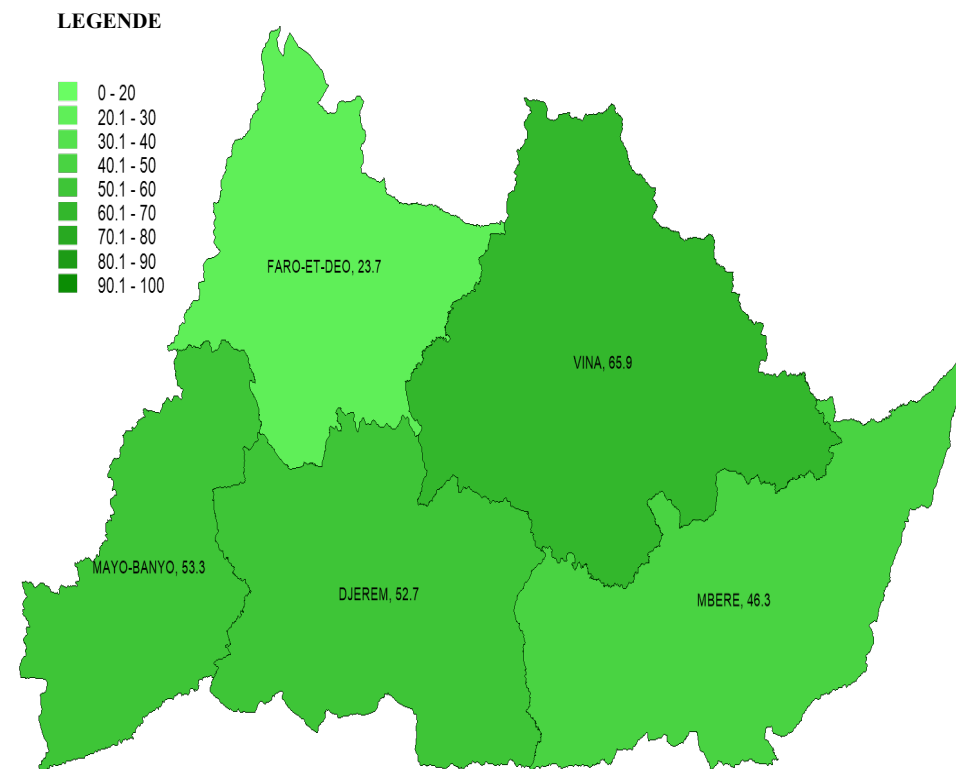 LEGENDE
0 - 20
20.1 - 30
30.1 - 40
40.1 - 50
50.1 - 60
60.1 - 70
70.1 - 80
80.1 - 90
90.1 - 100
FARO-ET-DEO, 23.7
VINA, 65.9
MAYO-BANYO, 53.3
DJEREM, 52.7
MBERE, 46.3